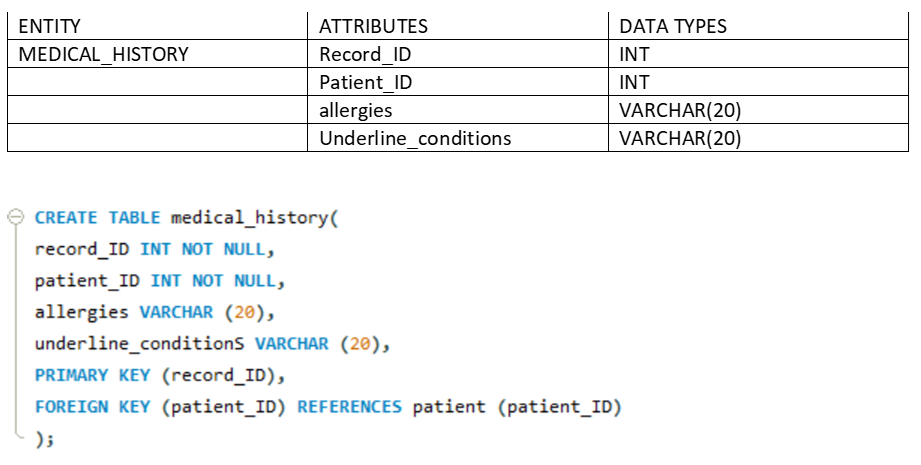 ENTITY ATTRIBUTES DATA TYPES
MEDICAL_HISTORY Record_ID INT
Patient_ID INT
allergies VARCHAR(20)
Underline_conditions VARCHAR(20)
CREATE TABLE medical_history(
record_ID INT NOT NULL,
patient_ID INT NOT NULL,
allergies VARCHAR (20),
underline_conditionS VARCHAR (20),
PRIMARY KEY (record_ID),
FOREIGN KEY (patient_ID) REFERENCES patient (patient_ID)
);